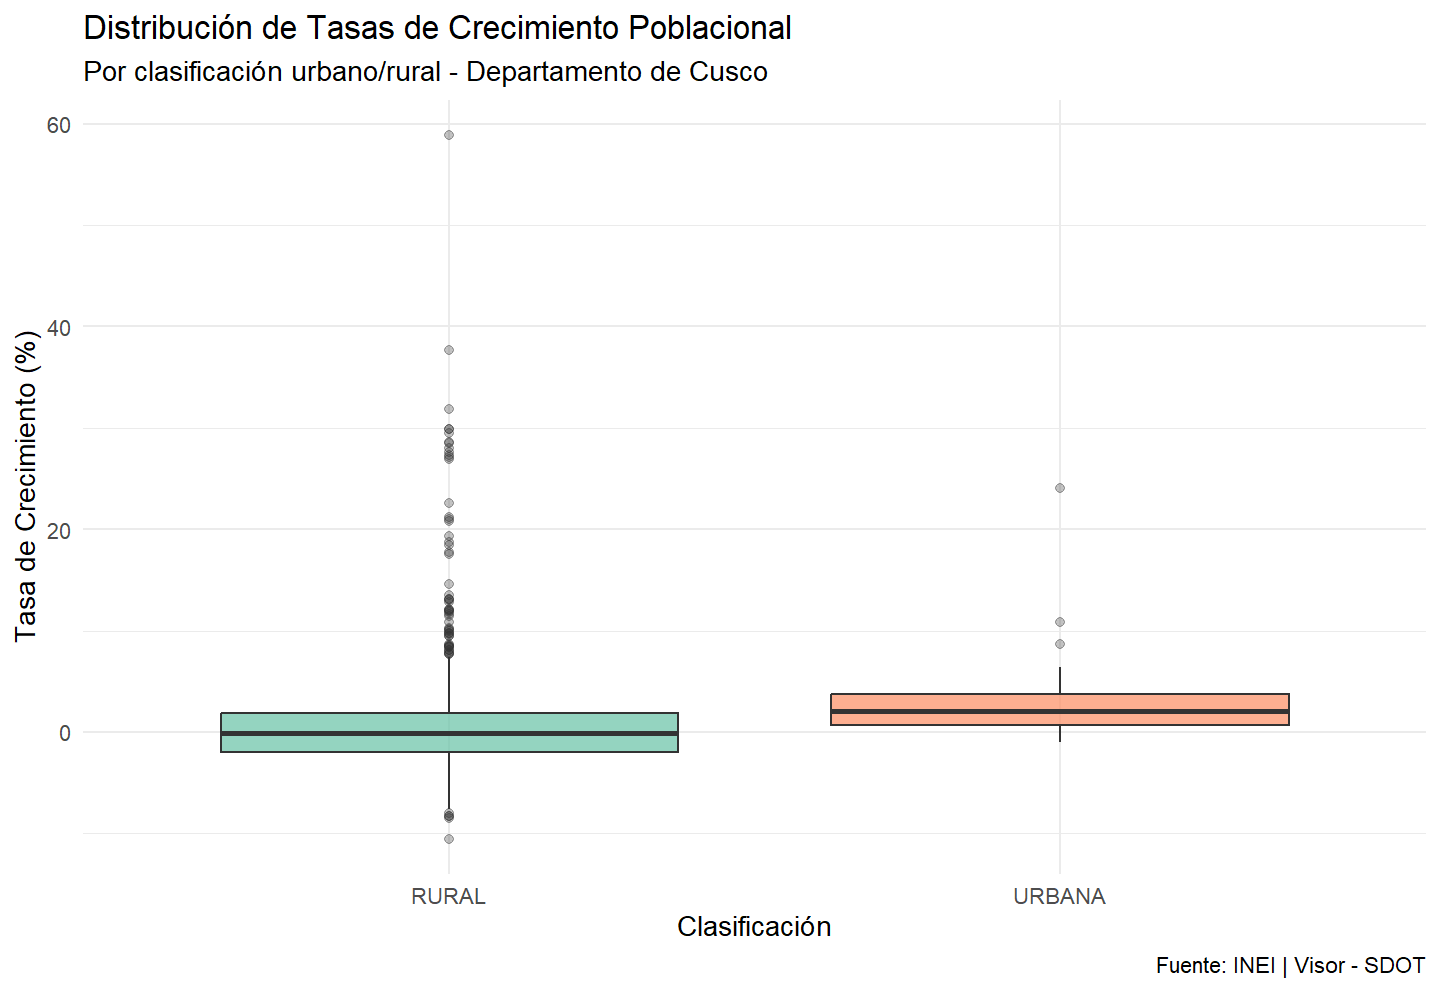 Distribución de Tasas de Crecimiento Poblacional
Por clasificación urbano/rural - Departamento de Cusco
Tasa de Crecimiento (%)
60
40
20
0
RURAL
URBANA
Clasificación
Fuente: INEI | Visor - SDOT